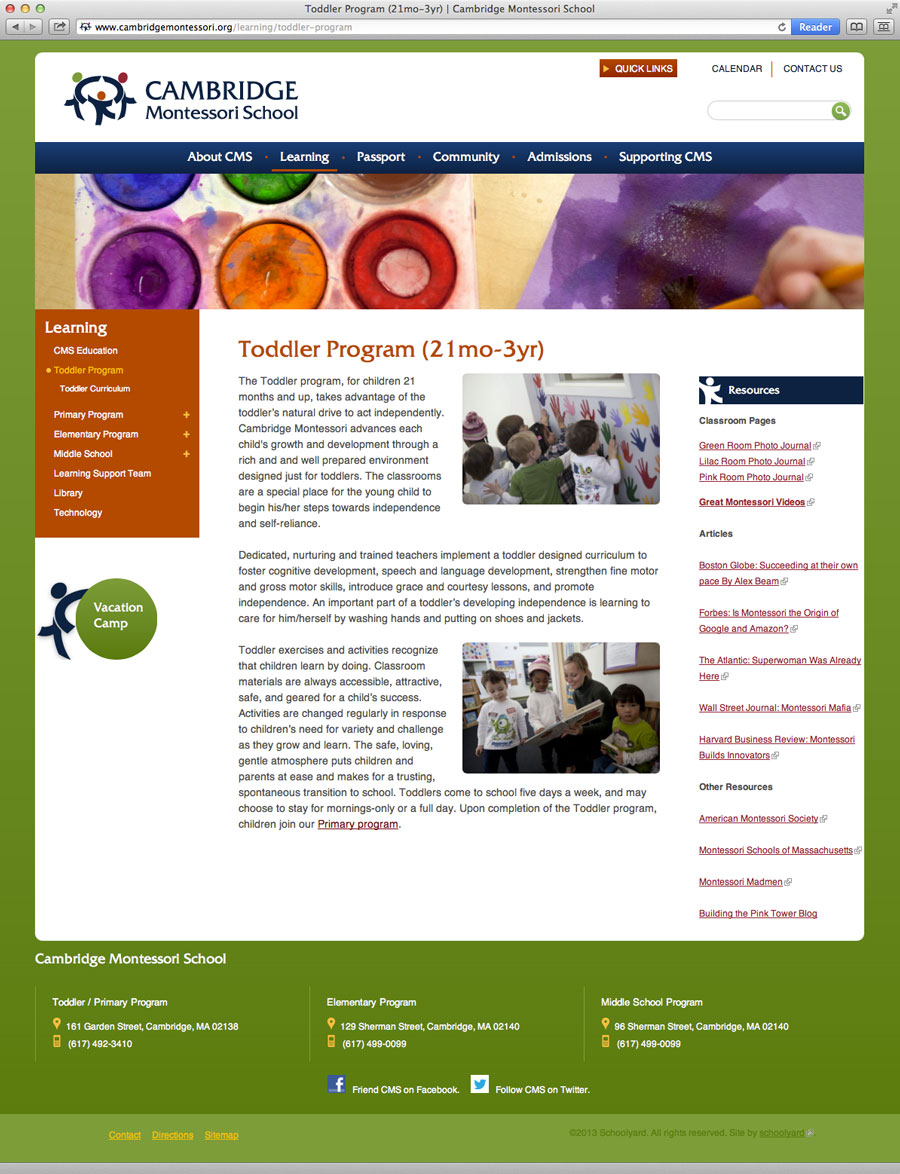 Toddler Program (21mo-3yr) | Cambridge Montessori School
www.cambridgemontessori.org/learning/toddler-program
Reader
QUICK LINKS
CALENDAR
CONTACT US
CAMBRIDGE
Montessori School
About CMS • Learning • Passport • Community • Admissions • Supporting CMS
Learning
CMS Education
Toddler Program
Toddler Curriculum
Primary Program +
Elementary Program +
Middle School +
Learning Support Team
Library
Technology
Vacation
Camp
Toddler Program (21mo-3yr)
The Toddler program, for children 21
months and up, takes advantage of the
toddler's natural drive to act independently.
Cambridge Montessori advances each
child's growth and development through a
rich and and well prepared environment
designed just for toddlers. The classrooms
are a special place for the young child to
begin his/her steps towards independence
and self-reliance.
Dedicated, nurturing and trained teachers implement a toddler designed curriculum to
foster cognitive development, speech and language development, strengthen fine motor
and gross motor skills, introduce grace and courtesy lessons, and promote
independence. An important part of a toddler's developing independence is learning to
care for him/herself by washing hands and putting on shoes and jackets.
Toddler exercises and activities recognize
that children learn by doing. Classroom
materials are always accessible, attractive,
safe, and geared for a child's success.
Activities are changed regularly in response
to children's need for variety and challenge
as they grow and learn. The safe, loving,
gentle atmosphere puts children and
parents at ease and makes for a trusting,
spontaneous transition to school. Toddlers come to school five days a week, and may
choose to stay for mornings-only or a full day. Upon completion of the Toddler program,
children join our Primary program.
Resources
Classroom Pages
Green Room Photo Journal
Lilac Room Photo Journal
Pink Room Photo Journal
Great Montessori Videos
Articles
Boston Globe: Succeeding at their own
pace By Alex Beam
Forbes: Is Montessori the Origin of
Google and Amazon?
The Atlantic: Superwoman Was Already
Here
Wall Street Journal: Montessori Mafia
Harvard Business Review: Montessori
Builds Innovators
Other Resources
American Montessori Society
Montessori Schools of Massachusetts
Montessori Madmen
Building the Pink Tower Blog
Cambridge Montessori School
Toddler / Primary Program
161 Garden Street, Cambridge, MA 02138
(617) 492-3410
Elementary Program
129 Sherman Street, Cambridge, MA 02140
(617) 499-0099
Middle School Program
96 Sherman Street, Cambridge, MA 02140
(617) 499-0099
Friend CMS on Facebook.
Follow CMS on Twitter.
Contact Directions Sitemap
©2013 Schoolyard. All rights reserved. Site by schoolyard.